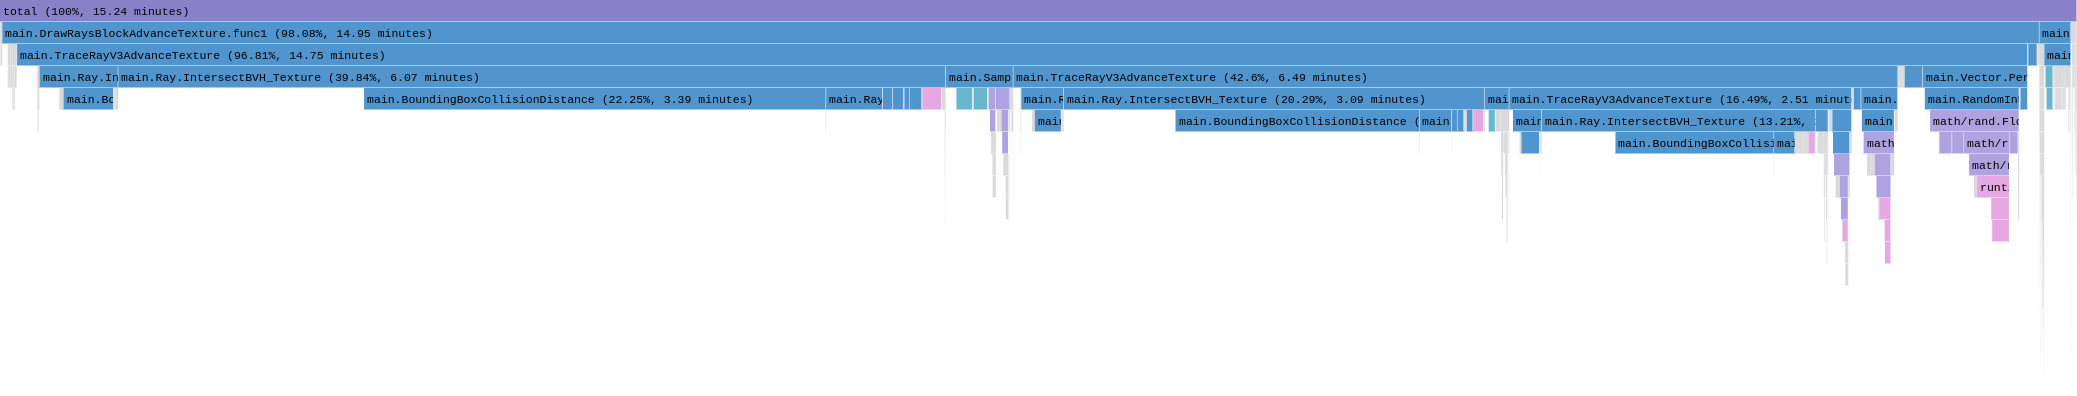 total (100%, 15.24 minutes)
main.DrawRaysBlockAdvanceTexture.func1 (98.08%, 14.95 minutes) main
main.TraceRayV3AdvanceTexture (96.81%, 14.75 minutes) mai
main.Ray.In main.Ray.IntersectBVH_Texture (39.84%, 6.07 minutes) main.Samp main.TraceRayV3AdvanceTexture (42.6%, 6.49 minutes) main.Vector.Per
main.Bo main.BoundingBoxCollisionDistance (22.25%, 3.39 minutes) main.Ray main.R main.Ray.IntersectBVH_Texture (20.29%, 3.09 minutes) mai main.TraceRayV3AdvanceTexture (16.49%, 2.51 minut main. main.RandomIn
mai main.BoundingBoxCollisionDistance ( main mair main.Ray.IntersectBVH_Texture (13.21%, main math/rand.Flo
main.BoundingBoxCollisi mai math math/r
math/r
runt